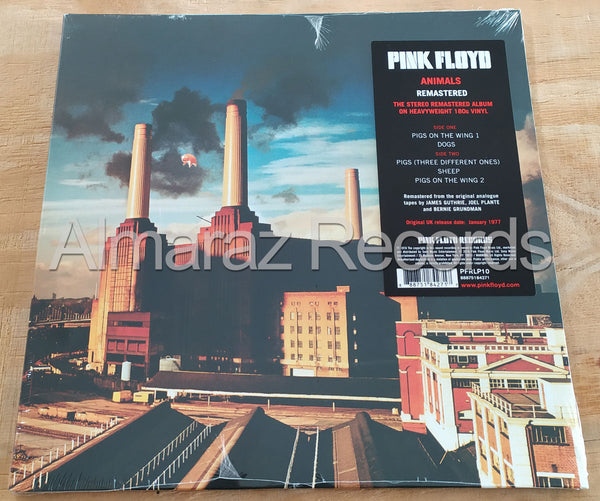 PINK FLOYD
ANIMALS
REMASTERED
THE STEREO REMASTERED ALBUM
ON HEAVYWEIGHT 180g VINYL
SIDE ONE
PIGS ON THE WING 1
DOGS
SIDE TWO
PIGS (THREE DIFFERENT ONES)
SHEEP
PIGS ON THE WING 2
Remastered from the original analogue
tapes by JAMES GUTHRIE, JOEL PLANTE
and BERNIE GRUNDMAN
Original UK release date: January 1977
PINK FLOYD RECORDS
Almaraz Records
PFRLP10
88875184271
www.pinkfloyd.com